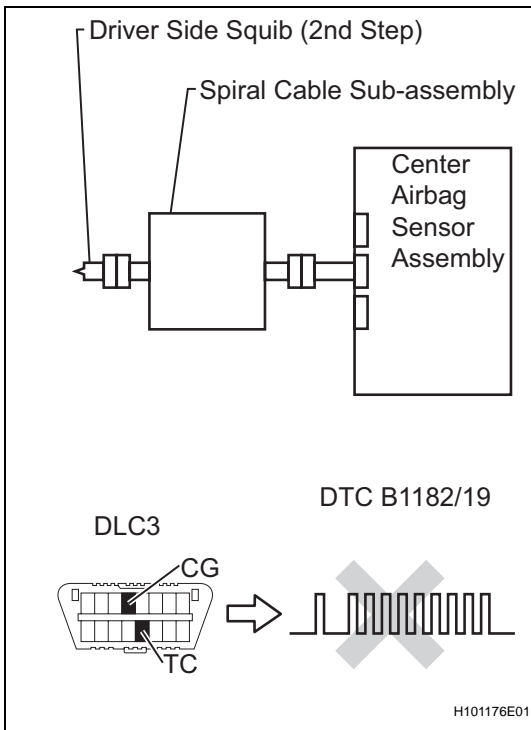 Driver Side Squib (2nd Step)
Spiral Cable Sub-assembly
Center
Airbag
Sensor
Assembly
DTC B1182/19
DLC3
CG
TC
H101176E01